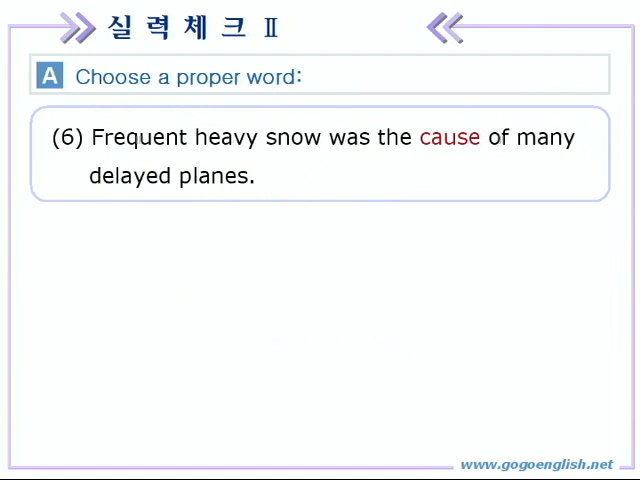 실 력 체 크 Ⅱ
A Choose a proper word:
(6) Frequent heavy snow was the cause of many
delayed planes.
www.gogoenglish.net